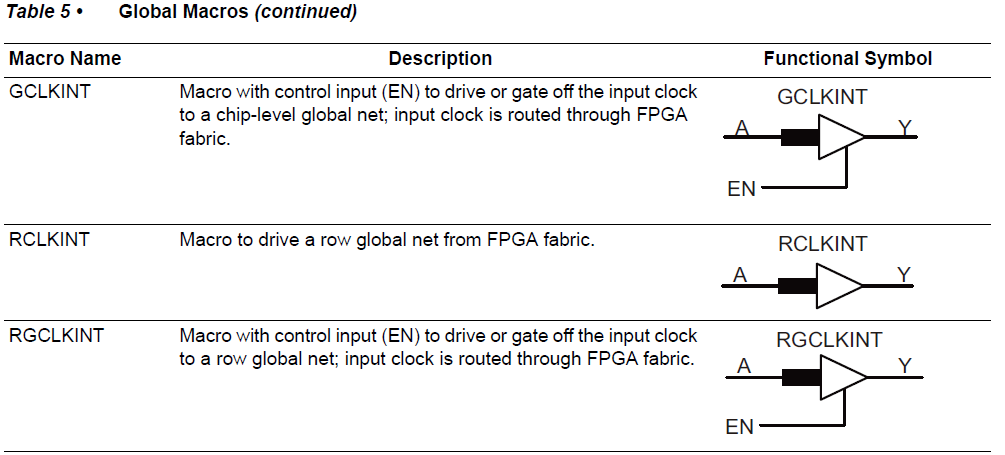 Table 5 • Global Macros (continued)
Macro Name Description Functional Symbol
GCLKINT Macro with control input (EN) to drive or gate off the input clock
to a chip-level global net; input clock is routed through FPGA
fabric.
GCLKINT
A Y
EN
RCLKINT Macro to drive a row global net from FPGA fabric.
RCLKINT
A Y
RGCLKINT Macro with control input (EN) to drive or gate off the input clock
to a row global net; input clock is routed through FPGA fabric.
RGCLKINT
A Y
EN